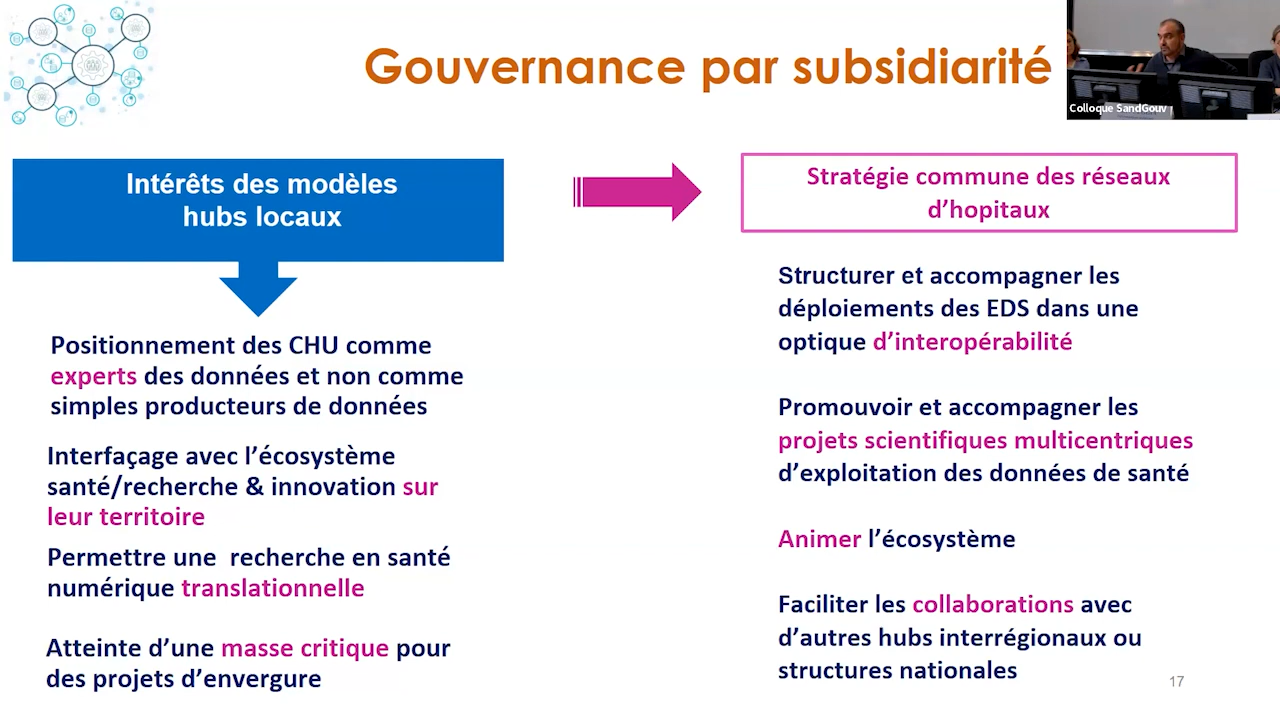 Gouvernance par subsidiarité
Colloque SandGouv
Intérêts des modèles
hubs locaux
Positionnement des CHU comme
experts des données et non comme
simples producteurs de données
Interfaçage avec l’écosystème
santé/recherche & innovation sur
leur territoire
Permettre une  recherche en santé
numérique translationnelle
Atteinte d’une masse critique pour
des projets d’envergure
Stratégie commune des réseaux
d’hopitaux
Structurer et accompagner les
déploiements des EDS dans une
optique d’interopérabilité
Promouvoir et accompagner les
projets scientifiques multicentriques
d’exploitation des données de santé
Animer l’écosystème
Faciliter les collaborations avec
d’autres hubs interrégionaux ou
structures nationales
17